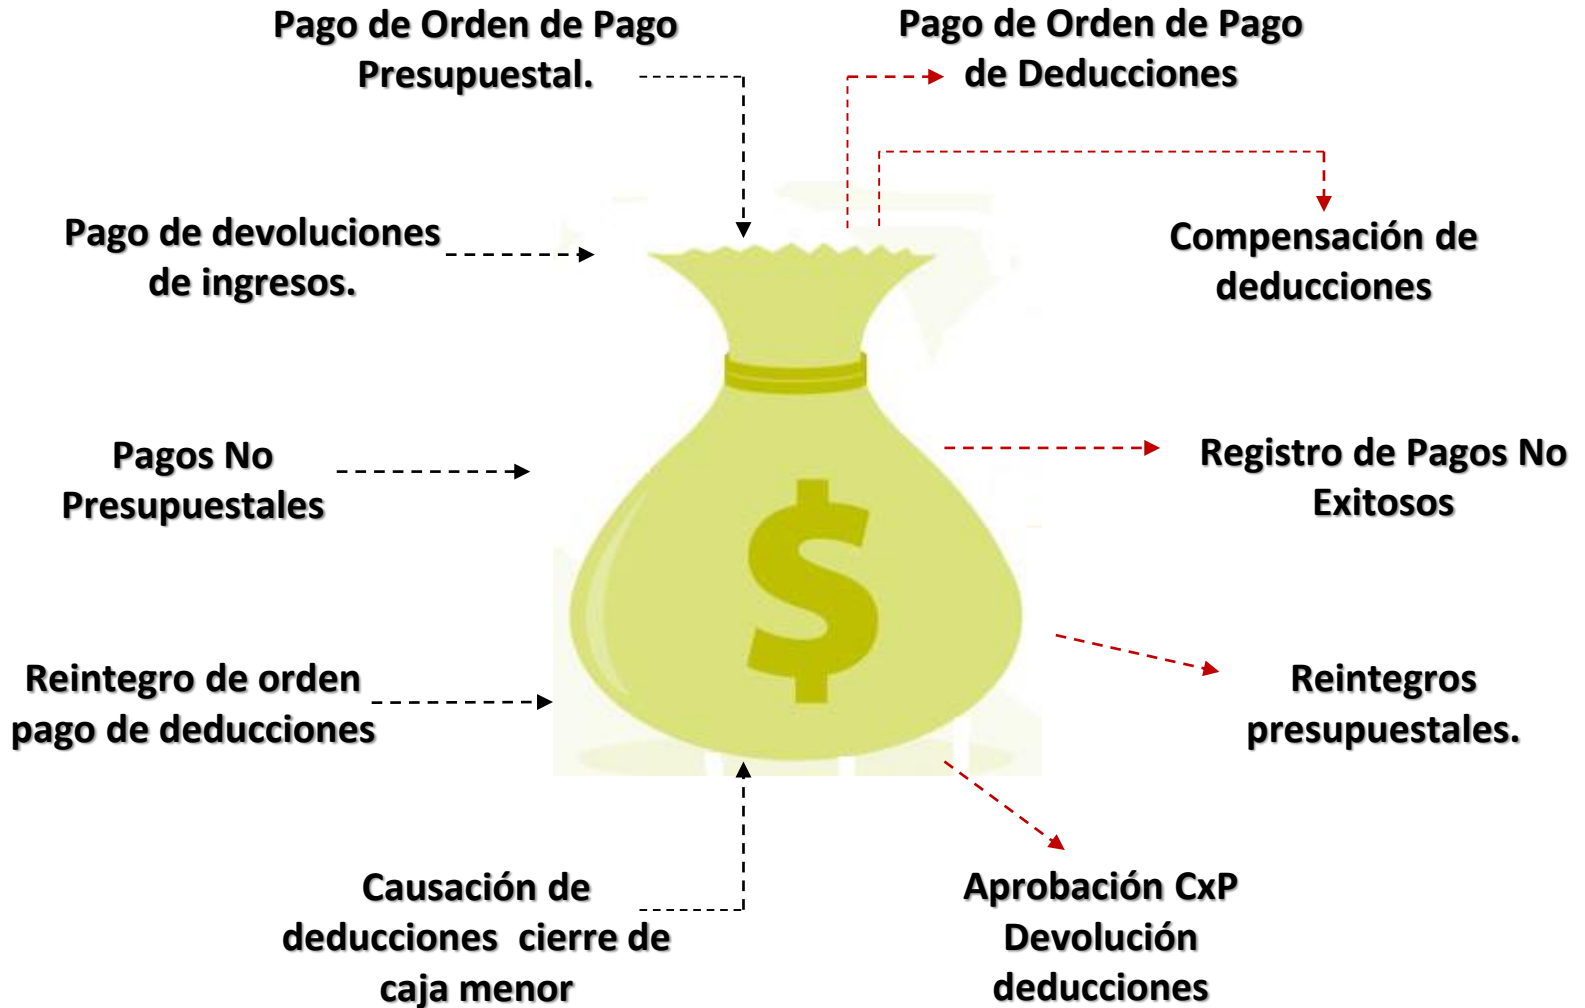 Pago de Orden de Pago
Presupuestal.
Pago de Orden de Pago
de Deducciones
Pago de devoluciones
de ingresos.
Compensación de
deducciones
Pagos No
Presupuestales
Registro de Pagos No
Exitosos
$
Reintegro de orden
pago de deducciones
Reintegros
presupuestales.
Causación de
deducciones cierre de
caja menor
Aprobación CxP
Devolución
deducciones